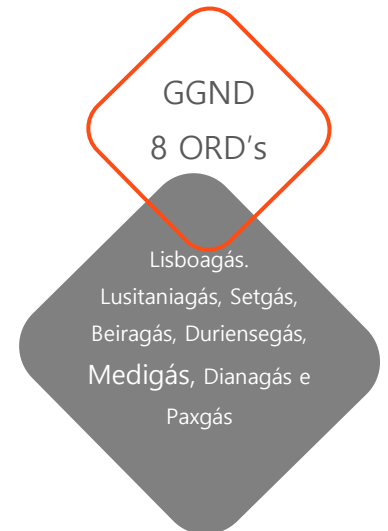 GGND
8 ORD’s
Lisboagás.
Lusitaniagás, Setgás,
Beiragás, Duriensegás,
Medigás, Dianagás e
Paxgás